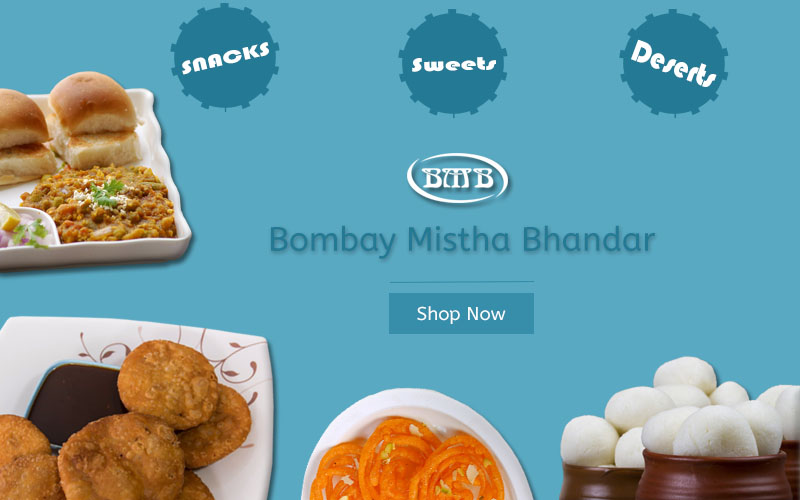 SNACKS
Sweets
Deserts
BMB
Bombay Mistha Bhandar
Shop Now